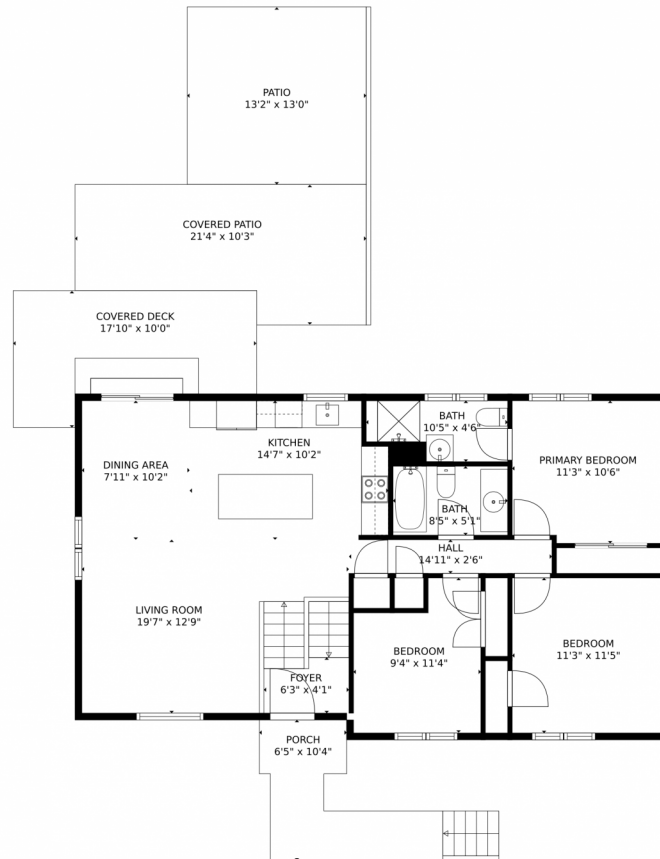 PATIO
13'2" x 13'0"
COVERED PATIO
21'4" x 10'3"
COVERED DECK
17'10" x 10'0"
BATH
10'5" x 4'6"
KITCHEN
14'7" x 10'2"
DINING AREA
7'11" x 10'2"
PRIMARY BEDROOM
11'3" x 10'6"
BATH
8'5" x 5'1"
HALL
14'11" x 2'6"
LIVING ROOM
19'7" x 12'9"
BEDROOM
9'4" x 11'4"
BEDROOM
11'3" x 11'5"
FOYER
6'3" x 4'1"
PORCH
6'5" x 10'4"